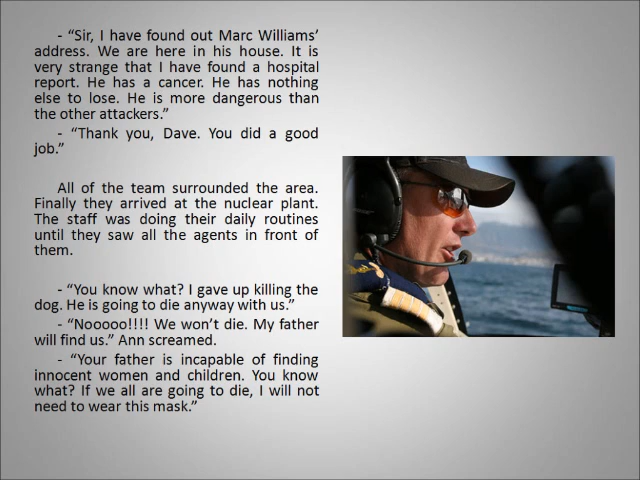 - “Sir, I have found out Marc Williams’
address. We are here in his house. It is
very strange that I have found a hospital
report. He has a cancer. He has nothing
else to lose. He is more dangerous than
the other attackers.”
- “Thank you, Dave. You did a good
job.”
All of the team surrounded the area.
Finally they arrived at the nuclear plant.
The staff was doing their daily routines
until they saw all the agents in front of
them.
- “You know what? I gave up killing the
dog. He is going to die anyway with us.”
- “Nooooo!!!! We won’t die. My father
will find us.” Ann screamed.
- “Your father is incapable of finding
innocent women and children. You know
what? If we all are going to die, I will not
need to wear this mask.”